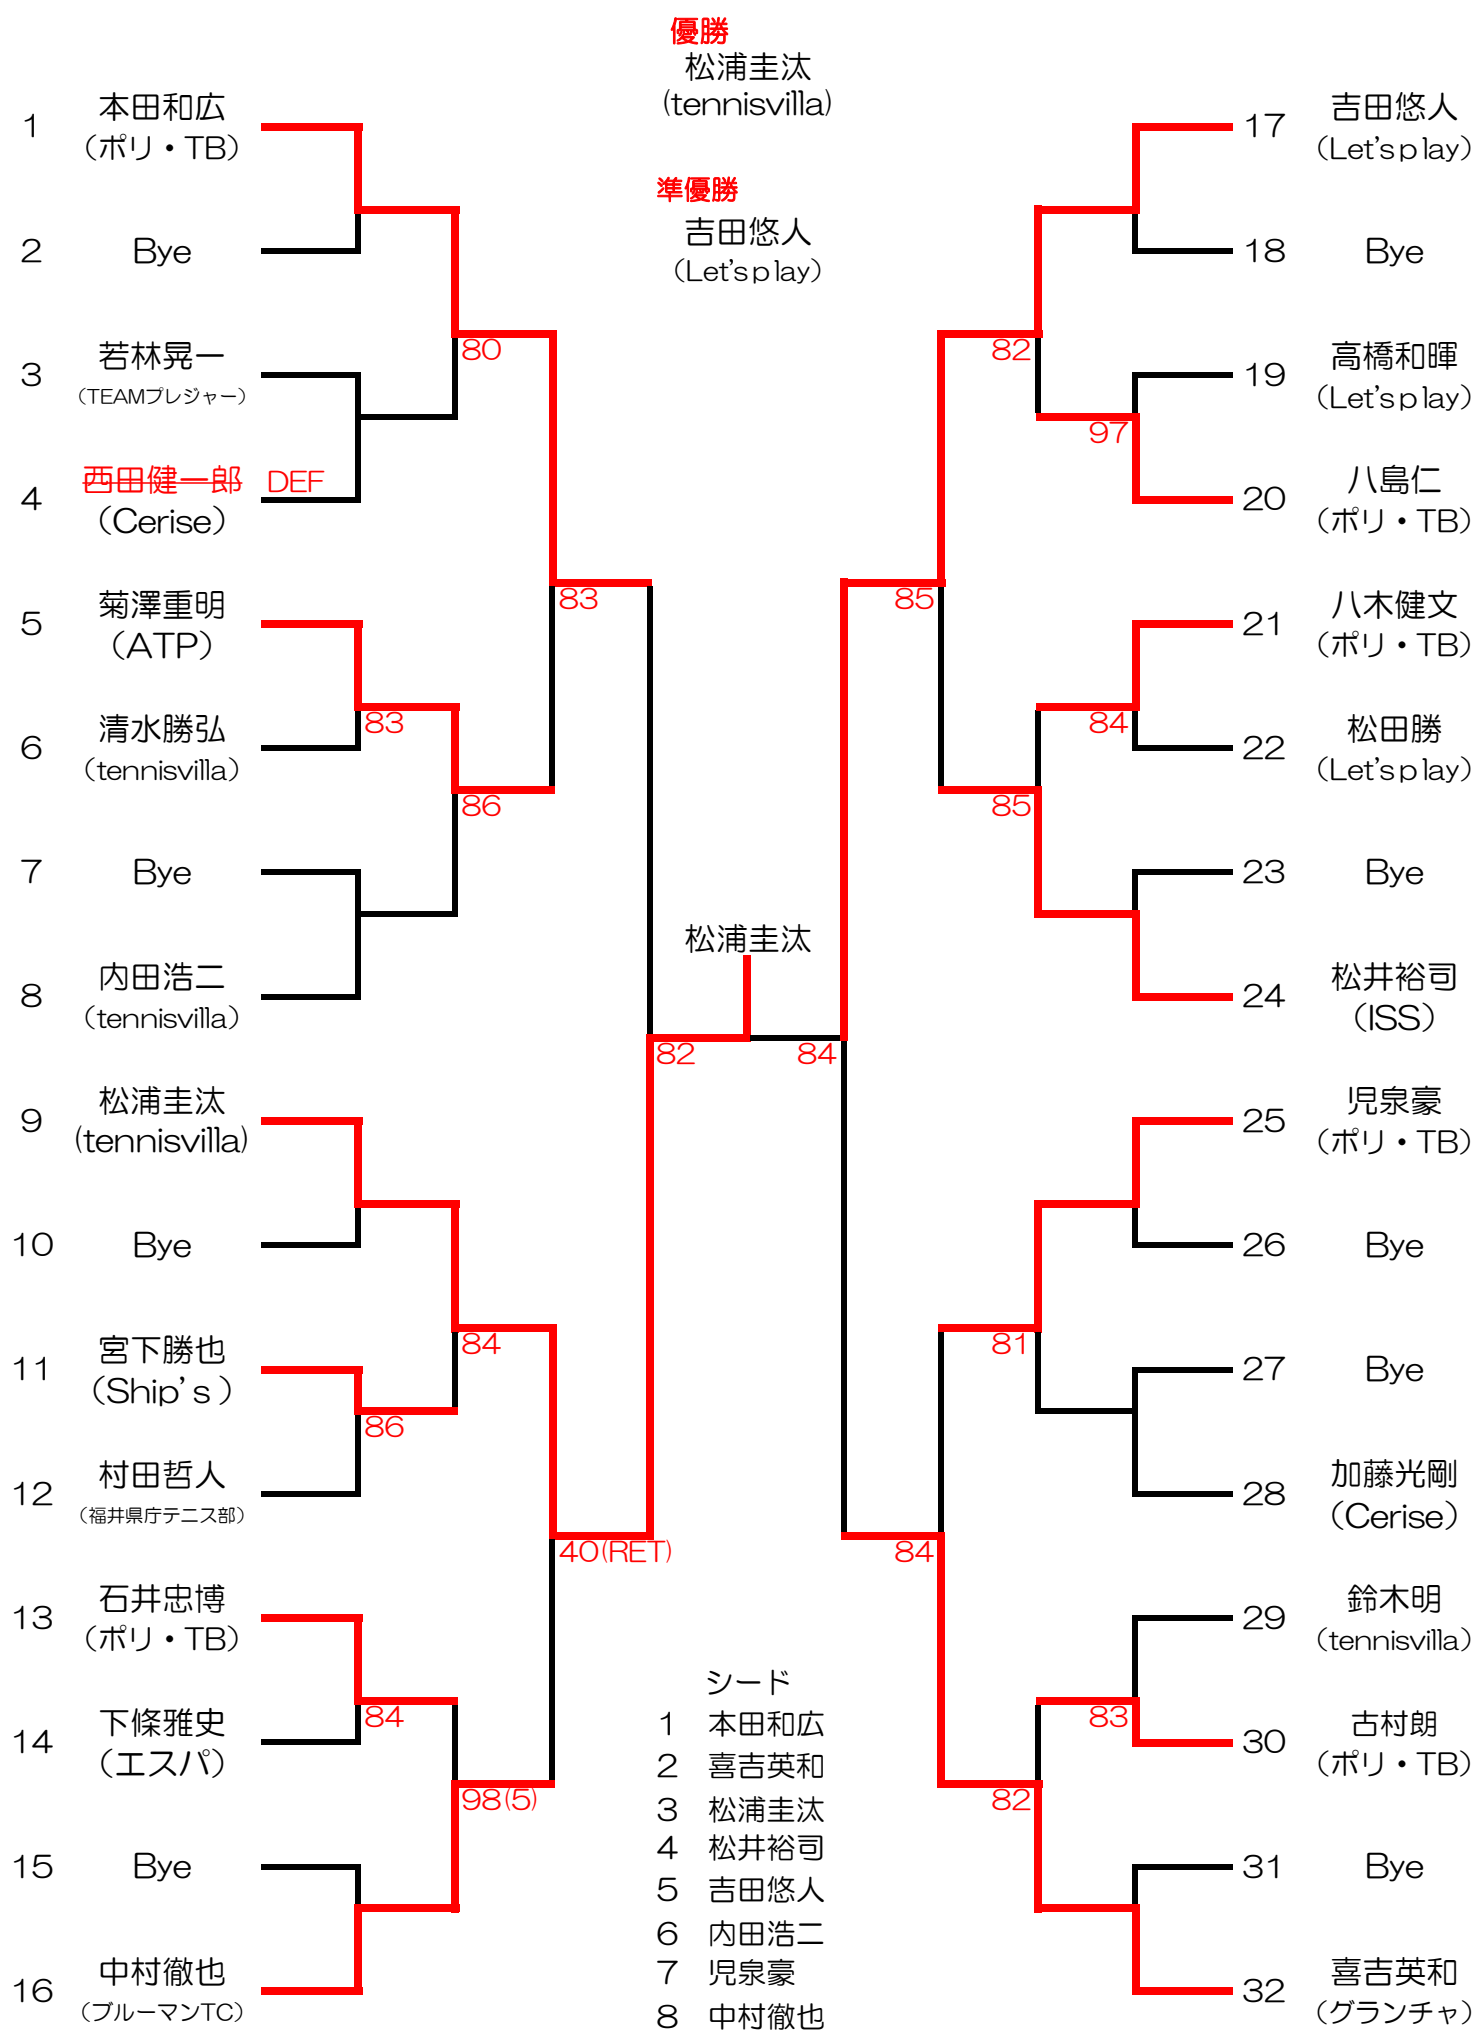 優勝
松浦圭汰
(tennisvilla)
準優勝
吉田悠人
(Let'splay)
1 本田和広
(ポリ・TB)
2 Bye
3 若林晃一
(TEAMプレジャー)
4 西田健一郎 DEF
(Cerise)
5 菊澤重明
(ATP)
6 清水勝弘
(tennisvilla)
7 Bye
8 内田浩二
(tennisvilla)
9 松浦圭汰
(tennisvilla)
10 Bye
11 宮下勝也
(Ship's)
12 村田哲人
(福井県庁テニス部)
13 石井忠博
(ポリ・TB)
14 下條雅史
(エスパ)
15 Bye
16 中村徹也
(ブルーマンTC)
80
83
83
86
84
86
40(RET)
84
98(5)
松浦圭汰
82
84
82
97
85
84
85
81
84
83
82
17 吉田悠人
(Let'splay)
18 Bye
19 高橋和暉
(Let'splay)
20 八島仁
(ポリ・TB)
21 八木健文
(ポリ・TB)
22 松田勝
(Let'splay)
23 Bye
24 松井裕司
(ISS)
25 児泉豪
(ポリ・TB)
26 Bye
27 Bye
28 加藤光剛
(Cerise)
29 鈴木明
(tennisvilla)
30 古村朗
(ポリ・TB)
31 Bye
32 喜吉英和
(グランチャ)
シード
1 本田和広
2 喜吉英和
3 松浦圭汰
4 松井裕司
5 吉田悠人
6 内田浩二
7 児泉豪
8 中村徹也